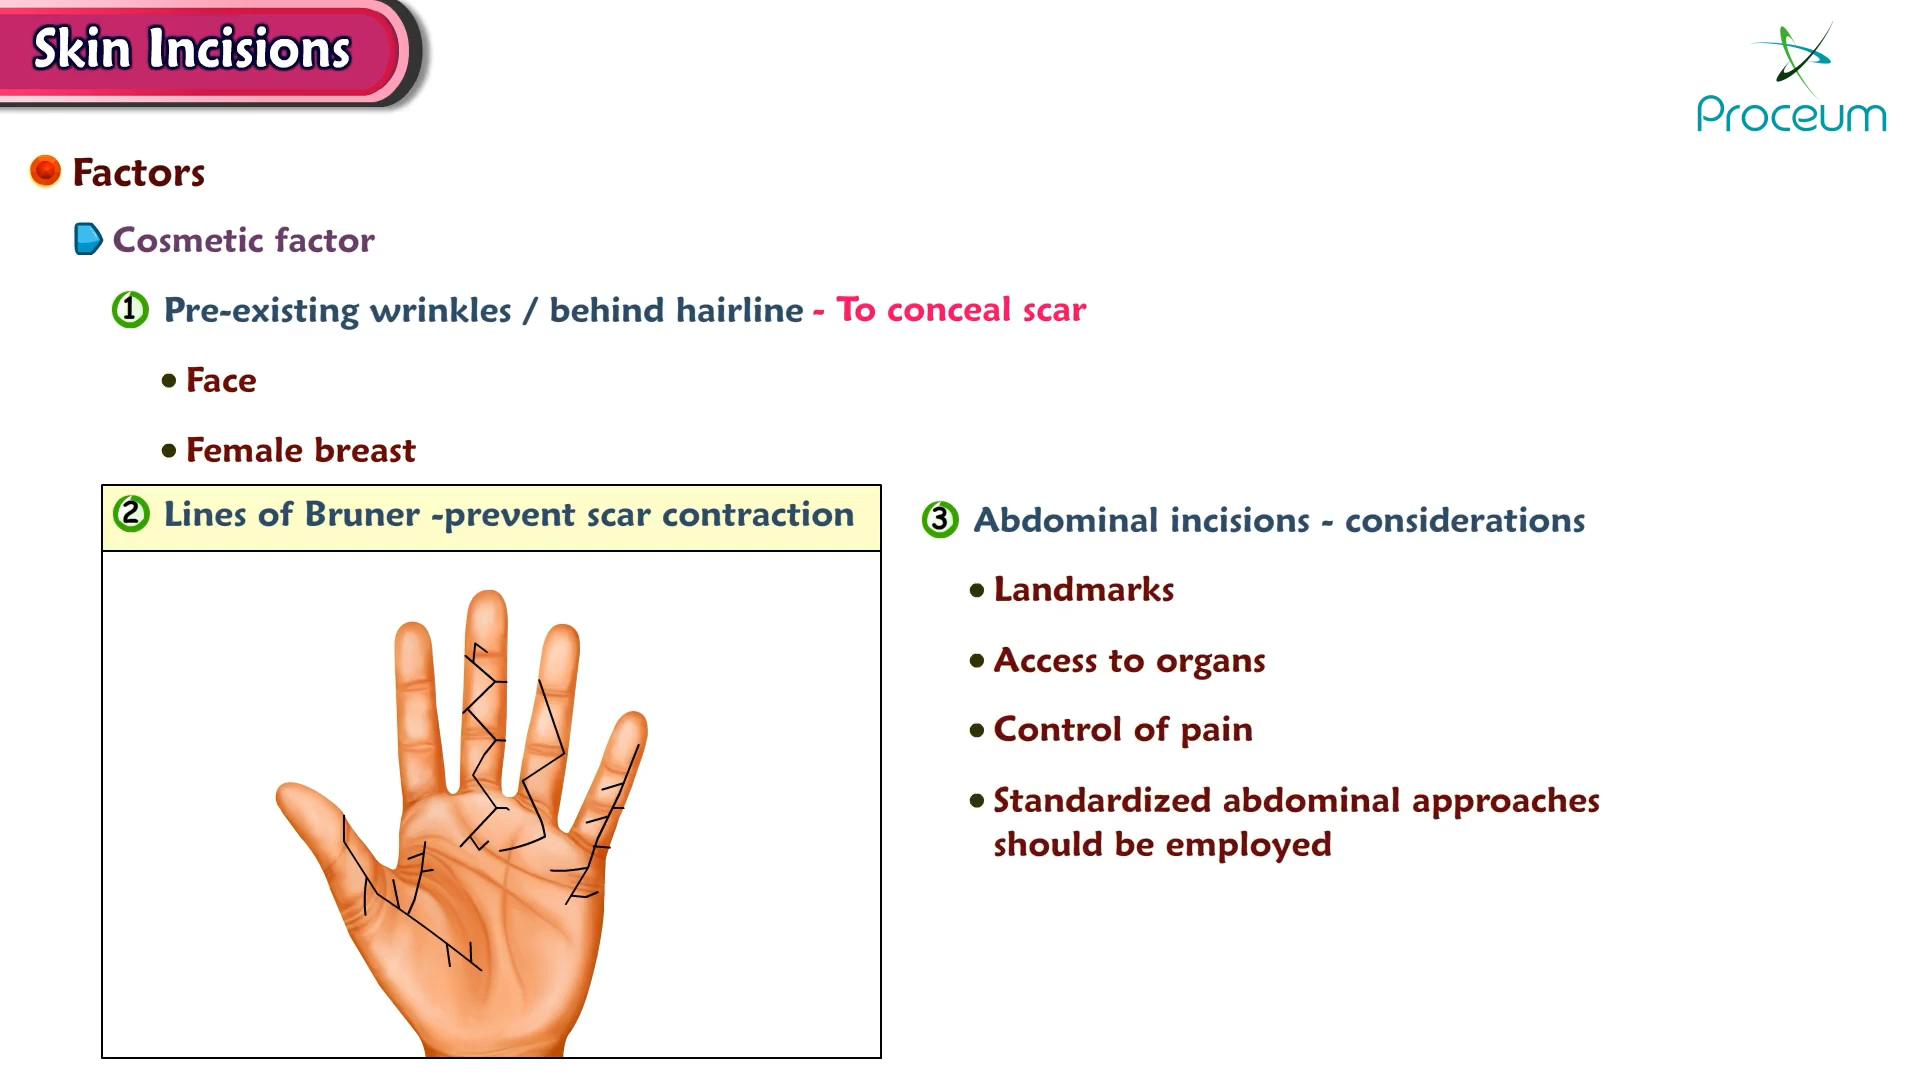 Skin Incisions
Proceum
Factors
Cosmetic factor
1 Pre-existing wrinkles / behind hairline - To conceal scar
• Face
• Female breast
2 Lines of Bruner -prevent scar contraction
3 Abdominal incisions - considerations
• Landmarks
• Access to organs
• Control of pain
• Standardized abdominal approaches
should be employed